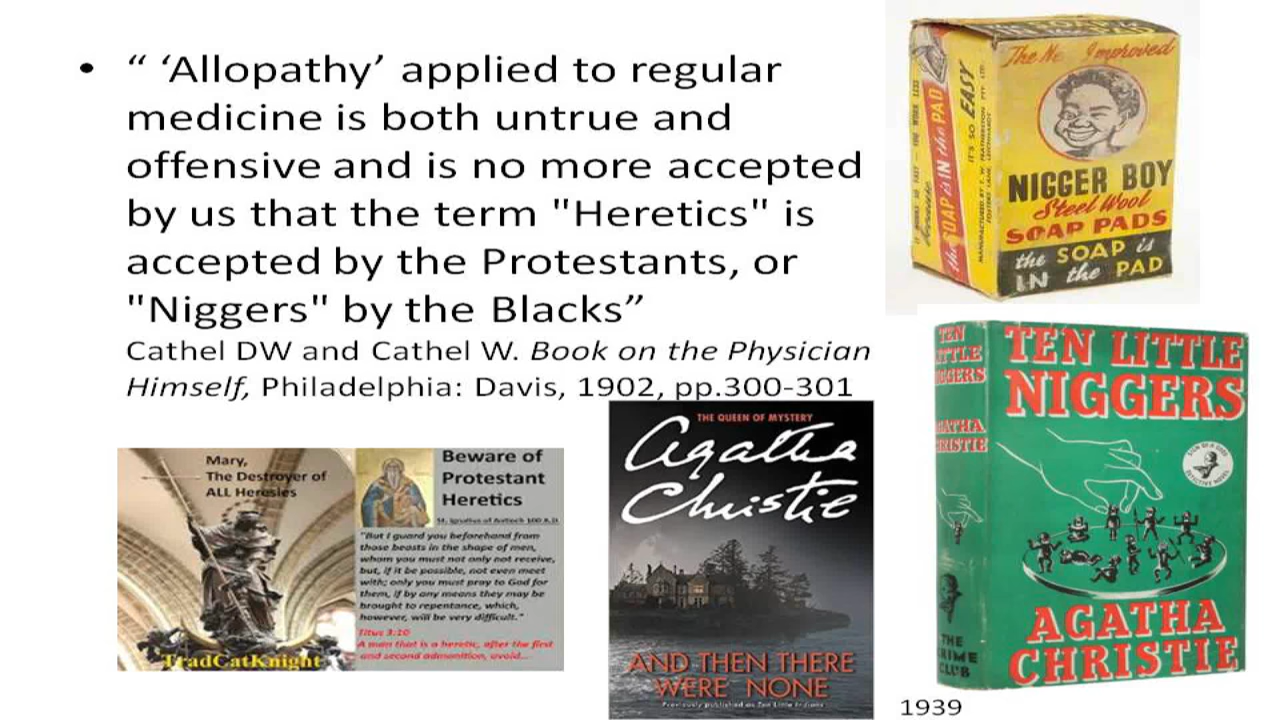 • “ ‘Allopathy’ applied to regular
medicine is both untrue and
offensive and is no more accepted
by us that the term "Heretics" is
accepted by the Protestants, or
"Niggers" by the Blacks”
Cathel DW and Cathel W. Book on the Physician
Himself, Philadelphia: Davis, 1902, pp.300-301
The Improved
NIGGER BOY
Steel Wool
SOAP PADS
the SOAP is
IN the PAD
the SOAP is IN the PAD
IT'S SO EASY
Mary,
The Destroyer of
ALL Heresies
TradCatKnight
Beware of
Protestant
Heretics
St. Ignatius of Antioch 100 A.D.
"But I guard you beforehand from
those beasts in the shape of men,
whom you must not only not receive,
but, if it be possible, not even meet
with; only you must pray to God for
them, if by any means they may be
brought to repentance, which,
however, will be very difficult."
Titus 3:10
A man that is a heretic, after the first
and second admonition, avoid...
THE QUEEN OF MYSTERY
Agatha
Christie
AND THEN THERE
WERE NONE
Previously published as Ten Little Indians
TEN LITTLE
NIGGERS
AGATHA
CHRISTIE
TEN
LITTLE
NIGGERS
AGATHA
CHRISTIE
THE
CRIME
CLUB
1939